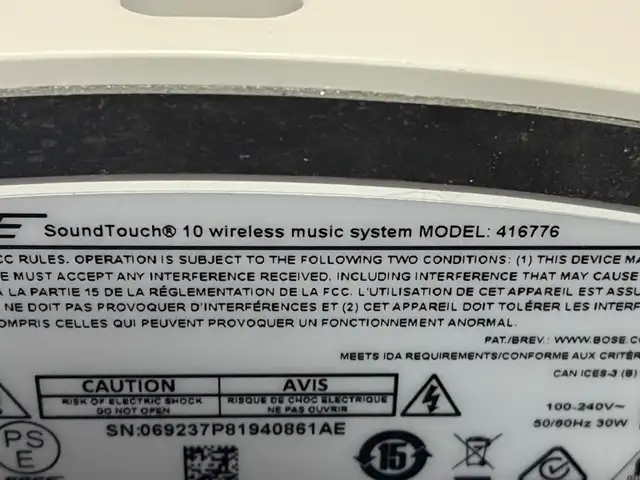 SoundTouch® 10 wireless music system MODEL: 416776
CC RULES. OPERATION IS SUBJECT TO THE FOLLOWING TWO CONDITIONS: (1) THIS DEVICE MA
E MUST ACCEPT ANY INTERFERENCE RECEIVED, INCLUDING INTERFERENCE THAT MAY CAUSE
À LA PARTIE 15 DE LA RÉGLEMENTATION DE LA FCC. L'UTILISATION DE CET APPAREIL EST ASSU
NE DOIT PAS PROVOQUER D'INTERFÉRENCES ET (2) CET APPAREIL DOIT TOLÉRER LES INTERF
OMPRIS CELLES QUI PEUVENT PROVOQUER UN FONCTIONNEMENT ANORMAL.
PAT./BREV.: WWW.BOSE.CO
MEETS IDA REQUIREMENTS/CONFORME AUX CRITÈR
CAN ICES-3 (B)
CAUTION AVIS
RISK OF ELECTRIC SHOCK RISQUE DE CHOC ELECTRIQUE
DO NOT OPEN NE PAS OUVRIR
100-240V~
50/60Hz 30W
SN:069237P81940861AE
PS
E
15